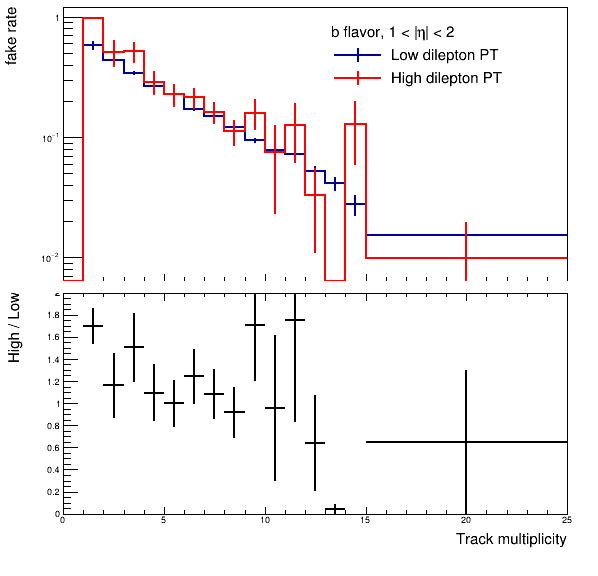 fake rate
1
10⁻¹
10⁻²
b flavor, 1 < |η| < 2
Low dilepton PT
High dilepton PT
High / Low
2
1.8
1.6
1.4
1.2
1
0.8
0.6
0.4
0.2
0
0 5 10 15 20 25
Track multiplicity